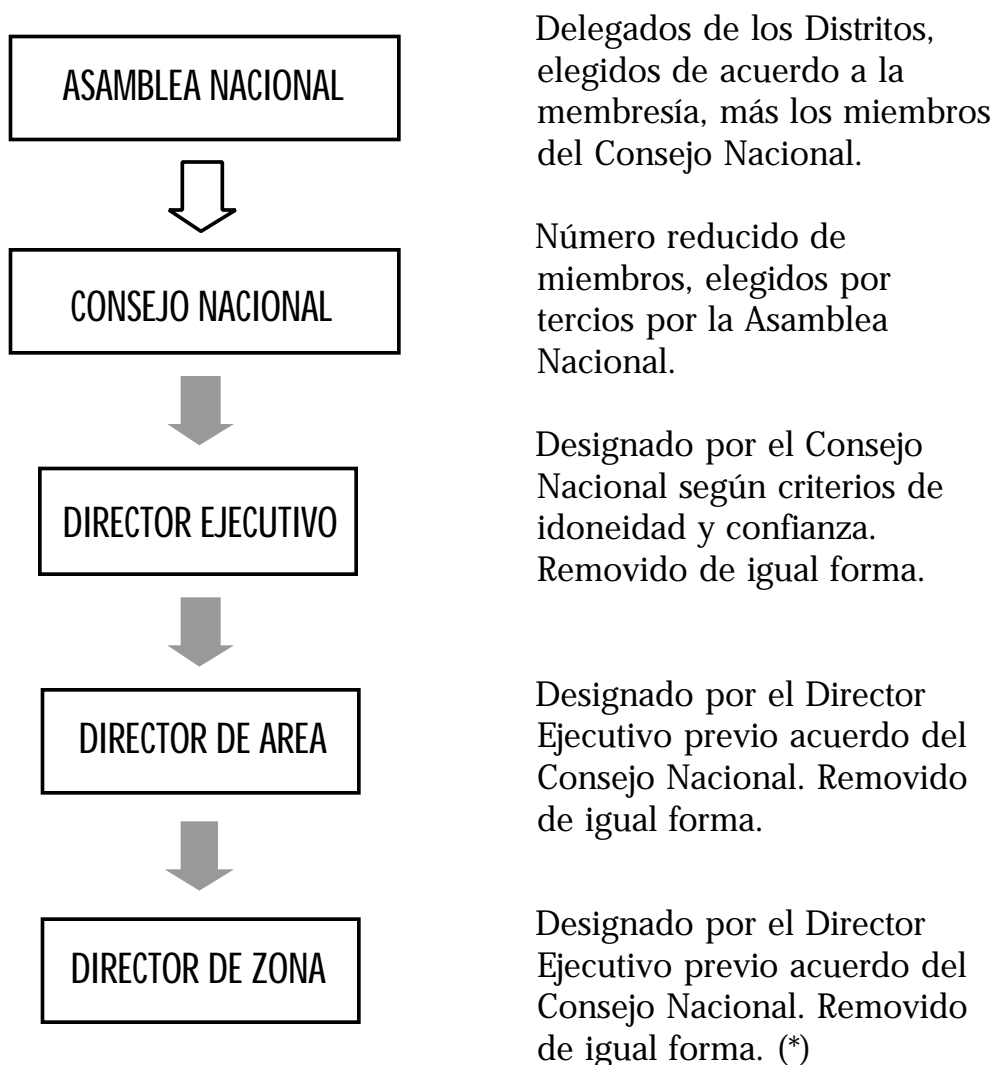 ASAMBLEA NACIONAL
Delegados de los Distritos,
elegidos de acuerdo a la
membresía, más los miembros
del Consejo Nacional.
CONSEJO NACIONAL
Número reducido de
miembros, elegidos por
tercios por la Asamblea
Nacional.
DIRECTOR EJECUTIVO
Designado por el Consejo
Nacional según criterios de
idoneidad y confianza.
Removido de igual forma.
DIRECTOR DE AREA
Designado por el Director
Ejecutivo previo acuerdo del
Consejo Nacional. Removido
de igual forma.
DIRECTOR DE ZONA
Designado por el Director
Ejecutivo previo acuerdo del
Consejo Nacional. Removido
de igual forma. (*)